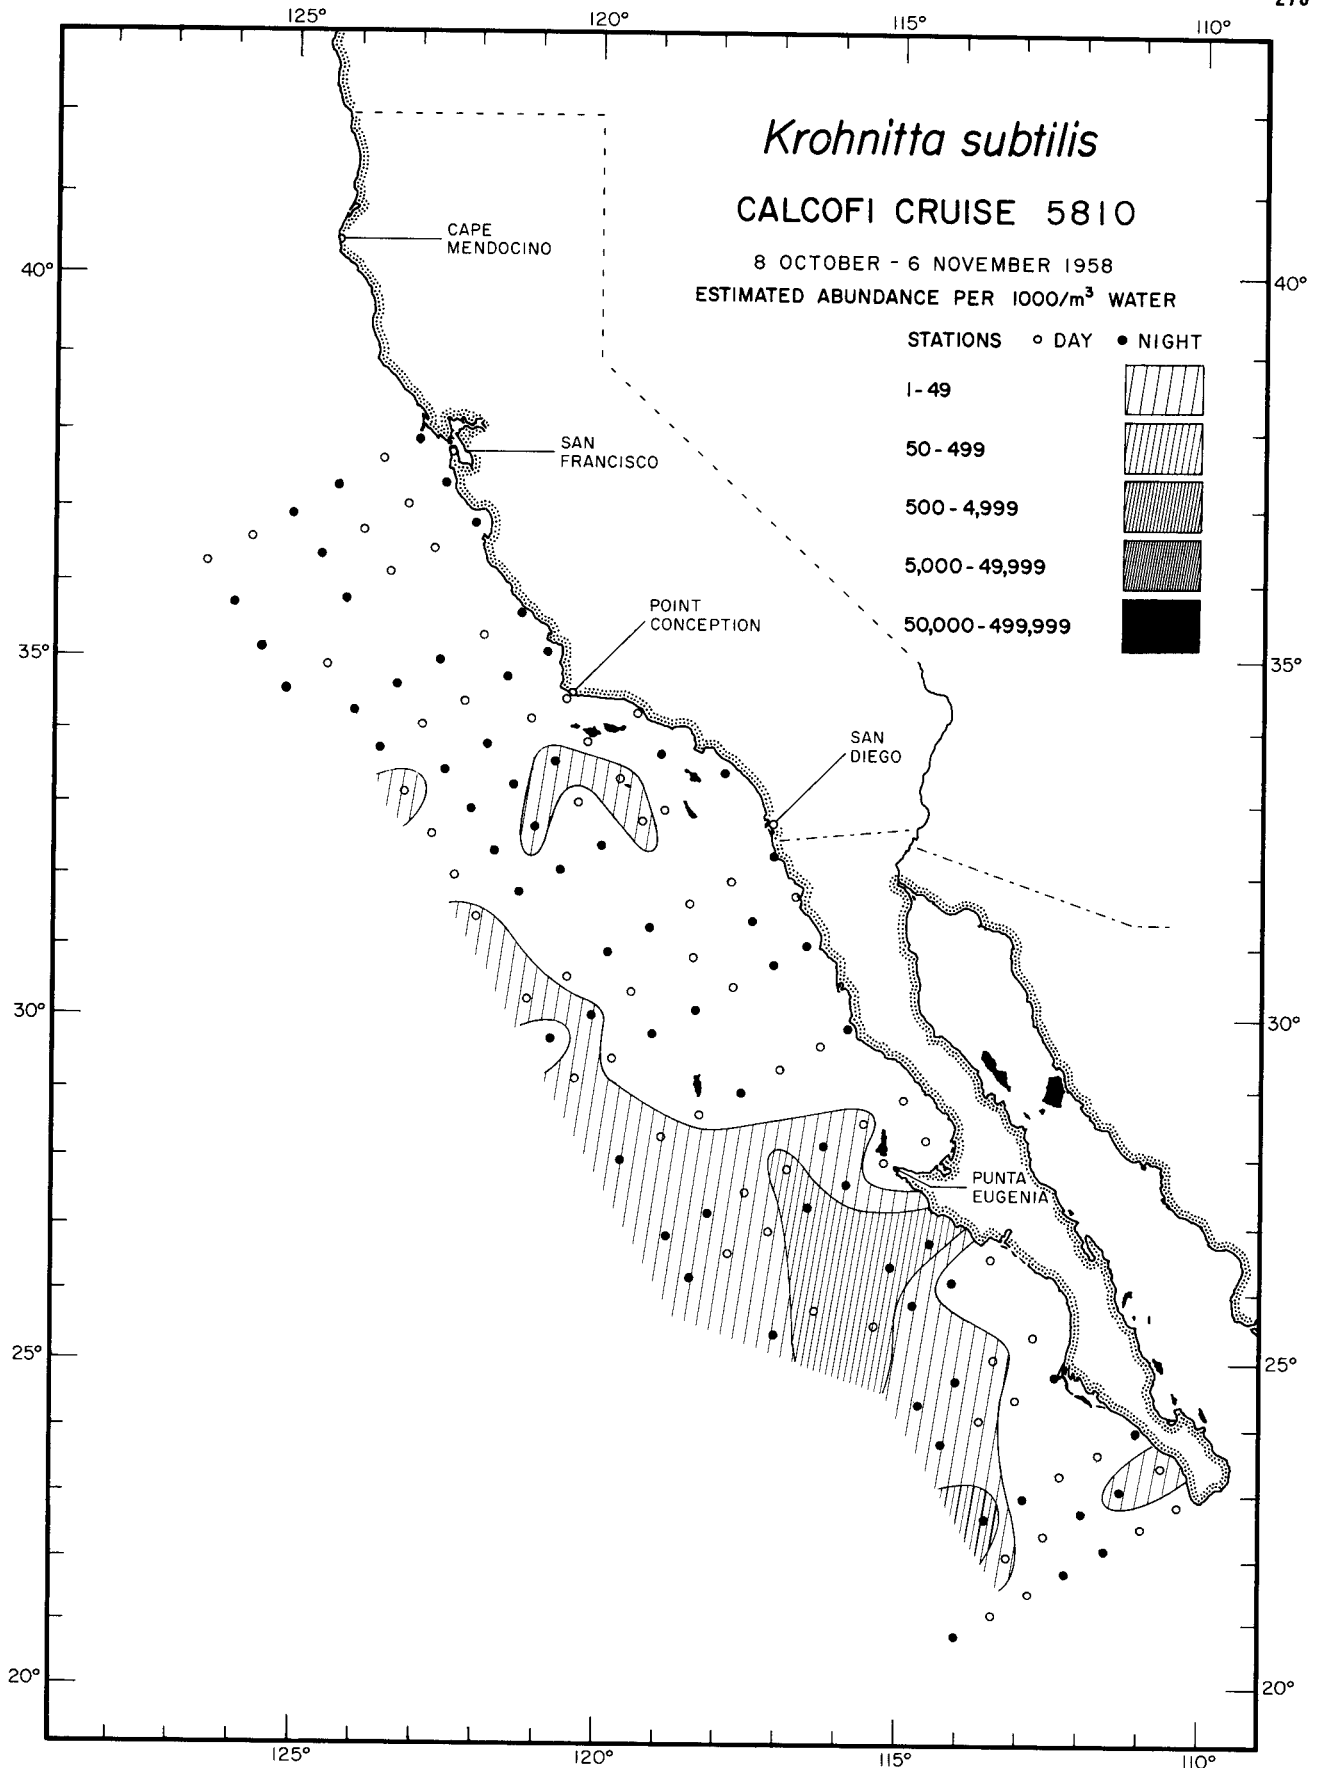 125° 120° 115° 110°
Krohnitta subtilis
CALCOFI CRUISE 5810
8 OCTOBER - 6 NOVEMBER 1958
ESTIMATED ABUNDANCE PER 1000/m³ WATER
STATIONS ○ DAY ● NIGHT
1-49
50-499
500-4,999
5,000-49,999
50,000-499,999
CAPE
MENDOCINO
40° 40°
SAN
FRANCISCO
POINT
CONCEPTION
35° 35°
SAN
DIEGO
30° 30°
PUNTA
EUGENIA
25° 25°
20° 20°
125° 120° 115° 110°